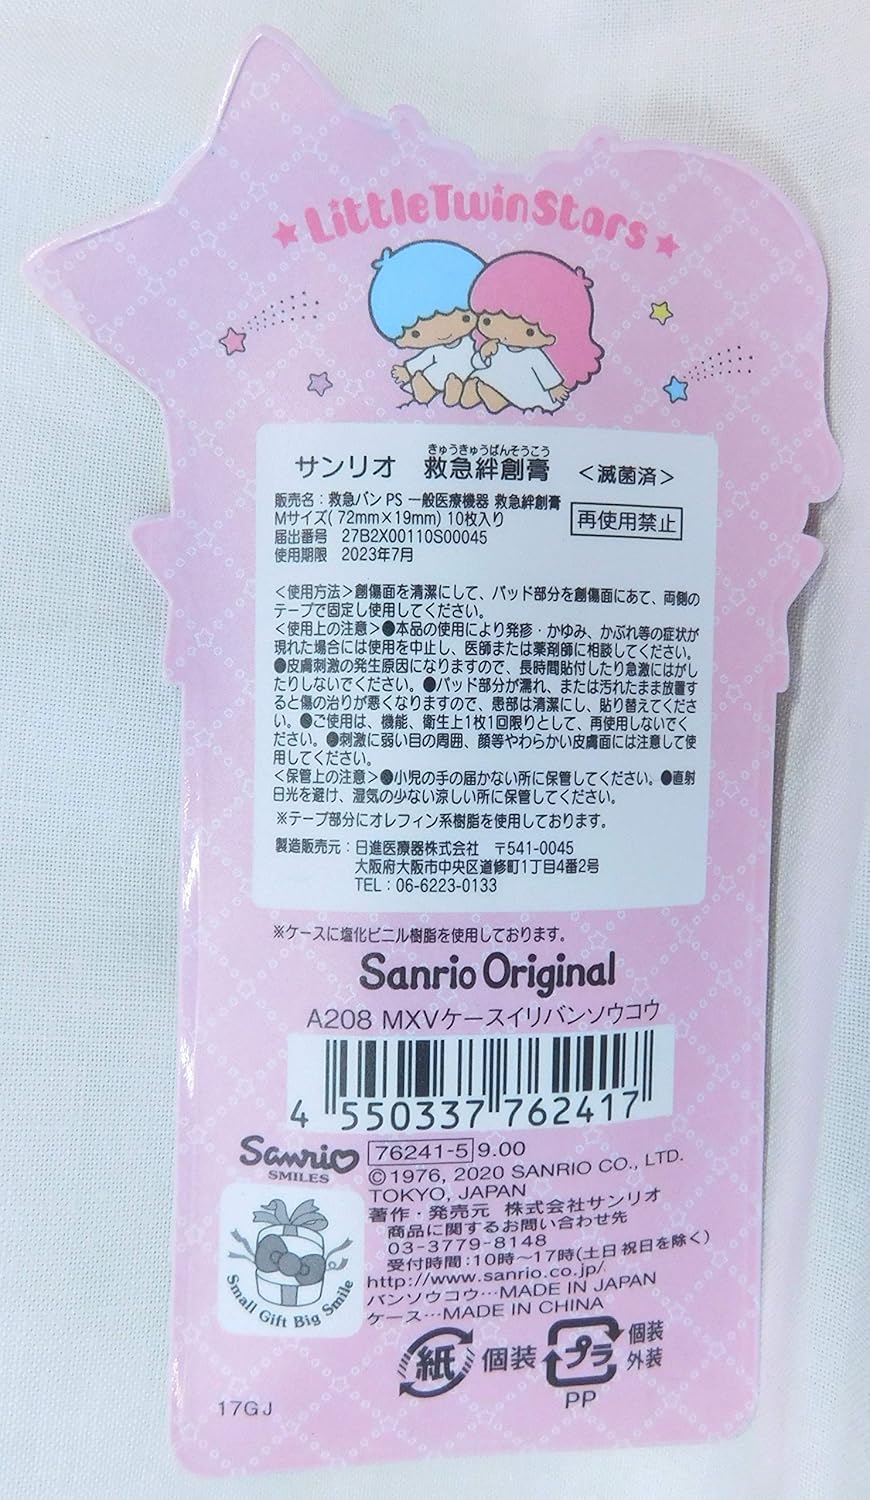 ★LittleTwinStars★
きゅうきゅうばんそうこう
サンリオ 救急絆創膏 <滅菌済>
販売名：救急バン PS 一般医療機器 救急絆創膏
Mサイズ( 72mm×19mm) 10枚入り
再使用禁止
届出番号 27B2X00110S00045
使用期限 2023年7月
<使用方法>創傷面を清潔にして、パッド部分を創傷面にあて、両側の
テープで固定し使用してください。
<使用上の注意>●本品の使用により発疹・かゆみ、かぶれ等の症状が
現れた場合には使用を中止し、医師または薬剤師に相談してください。
●皮膚刺激の発生原因になりますので、長時間貼付したり急激にはがし
たりしないでください。●パッド部分が濡れ、または汚れたまま放置す
ると傷の治りが悪くなりますので、患部は清潔にし、貼り替えてくださ
い。●ご使用は、機能、衛生上1枚1回限りとして、再使用しないでく
ださい。●刺激に弱い目の周囲、顔等やわらかい皮膚面には注意して使
用してください。
<保管上の注意>●小児の手の届かない所に保管してください。●直射
日光を避け、湿気の少ない涼しい所に保管してください。
※テープ部分にオレフィン系樹脂を使用しております。
製造販売元：日進医療器株式会社 〒541-0045
大阪府大阪市中央区道修町1丁目4番2号
TEL：06-6223-0133
※ケースに塩化ビニル樹脂を使用しております。
Sanrio Original
A208 MXVケースイリバンソウコウ
4 550337 762417
Sanrio
SMILES
76241-5 9.00
©1976, 2020 SANRIO CO., LTD.
TOKYO, JAPAN
著作・発売元 株式会社サンリオ
商品に関するお問い合わせ先
03-3779-8148
受付時間：10時～17時(土日祝日を除く)
http://www.sanrio.co.jp/
バンソウコウ…MADE IN JAPAN
ケース…MADE IN CHINA
Small Gift Big Smile
紙 個装
プラ 個装
外装
PP
17GJ